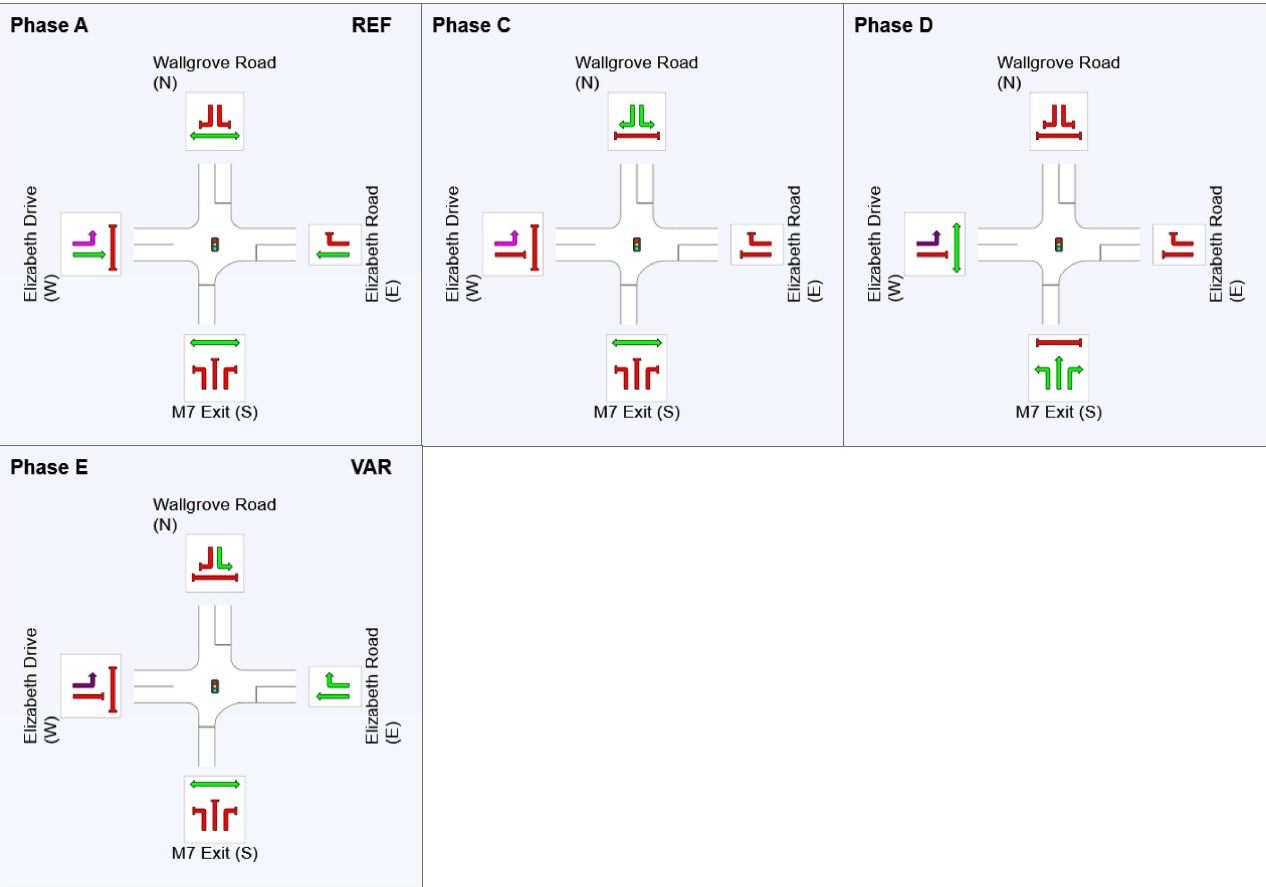 Phase A REF
Wallgrove Road
(N)
Elizabeth Drive
(W)
Elizabeth Road
(E)
M7 Exit (S)
Phase C
Wallgrove Road
(N)
Elizabeth Drive
(W)
Elizabeth Road
(E)
M7 Exit (S)
Phase D
Wallgrove Road
(N)
Elizabeth Drive
(W)
Elizabeth Road
(E)
M7 Exit (S)
Phase E VAR
Wallgrove Road
(N)
Elizabeth Drive
(W)
Elizabeth Road
(E)
M7 Exit (S)